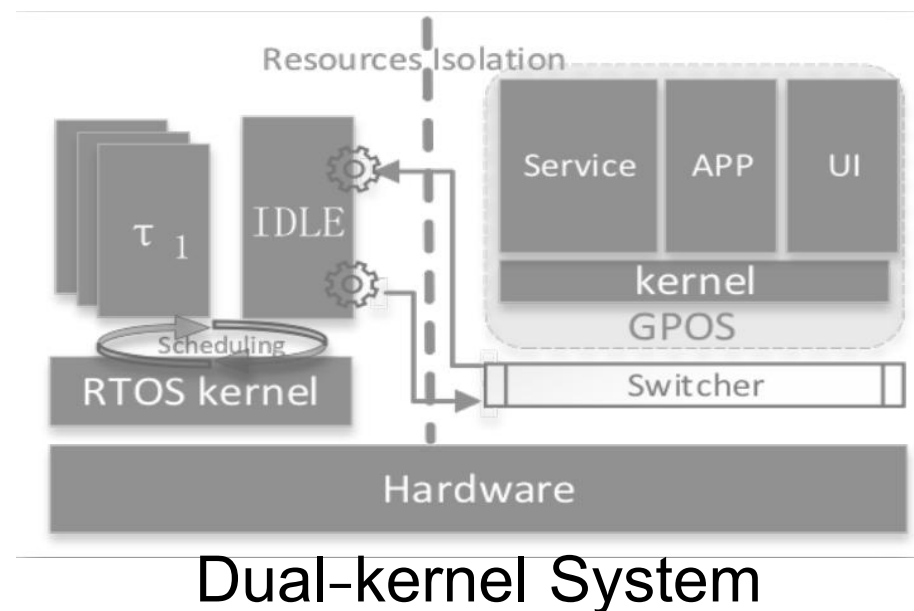 Resources Isolation
Service
APP
UI
τ 1
IDLE
kernel
GPOS
Scheduling
RTOS kernel
Switcher
Hardware
Dual-kernel System